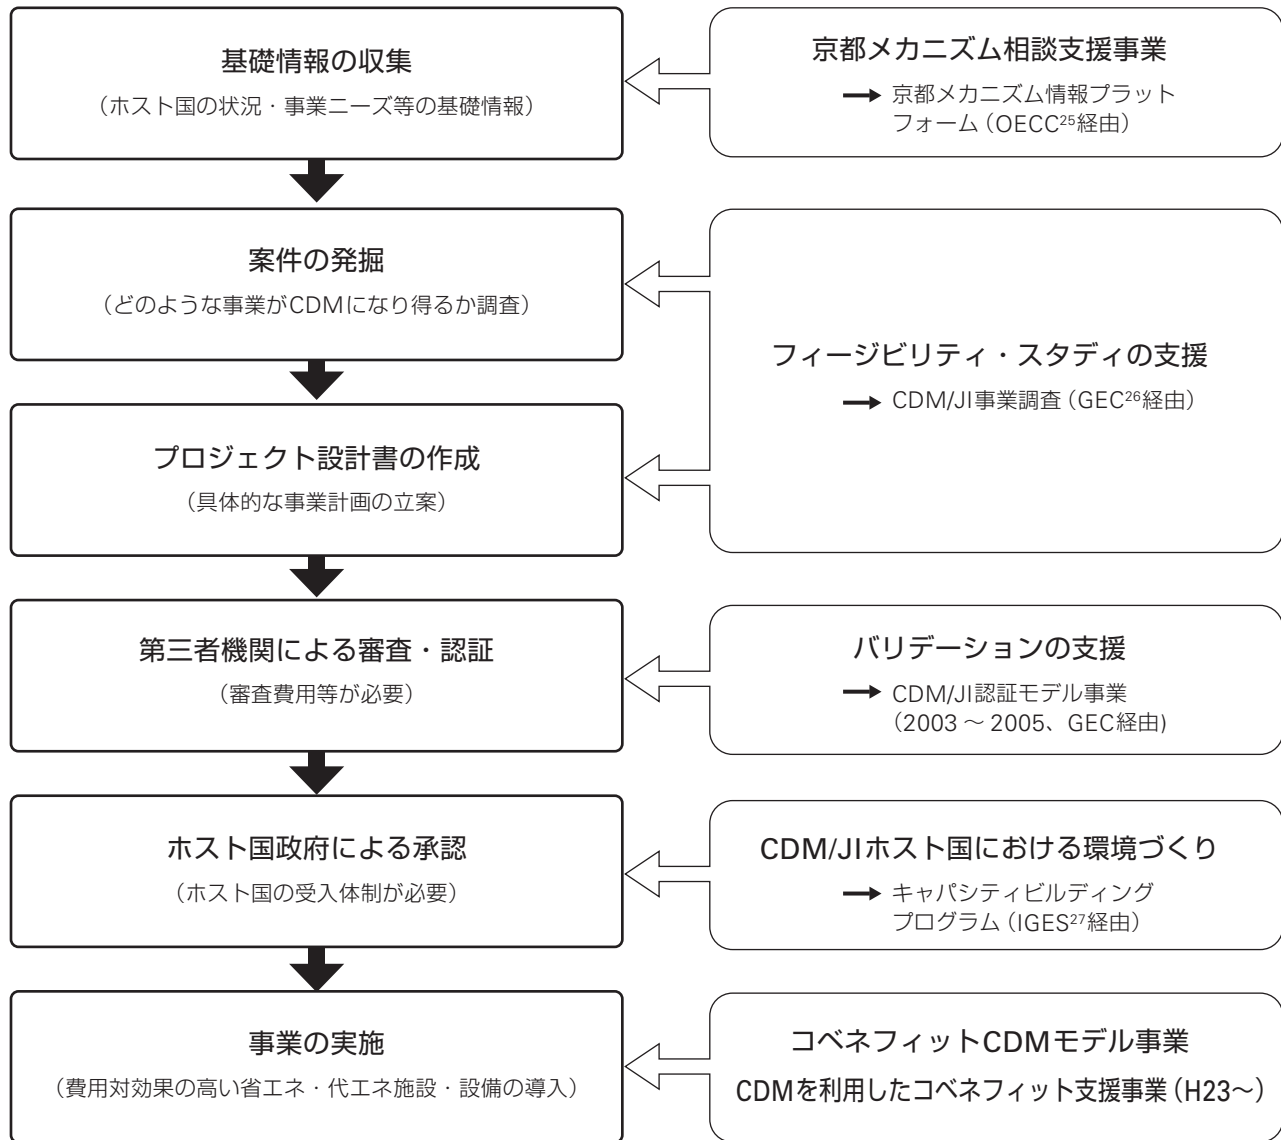 基礎情報の収集
（ホスト国の状況・事業ニーズ等の基礎情報）
京都メカニズム相談支援事業
→ 京都メカニズム情報プラット
フォーム（OECC25経由）
案件の発掘
（どのような事業がCDMになり得るか調査）
フィージビリティ・スタディの支援
→ CDM/JI事業調査（GEC26経由）
プロジェクト設計書の作成
（具体的な事業計画の立案）
第三者機関による審査・認証
（審査費用等が必要）
バリデーションの支援
→ CDM/JI認証モデル事業
（2003 ～ 2005、GEC経由)
ホスト国政府による承認
（ホスト国の受入体制が必要）
CDM/JIホスト国における環境づくり
→ キャパシティビルディング
プログラム（IGES27経由）
事業の実施
（費用対効果の高い省エネ・代エネ施設・設備の導入）
コベネフィットCDMモデル事業
CDMを利用したコベネフィット支援事業（H23～）